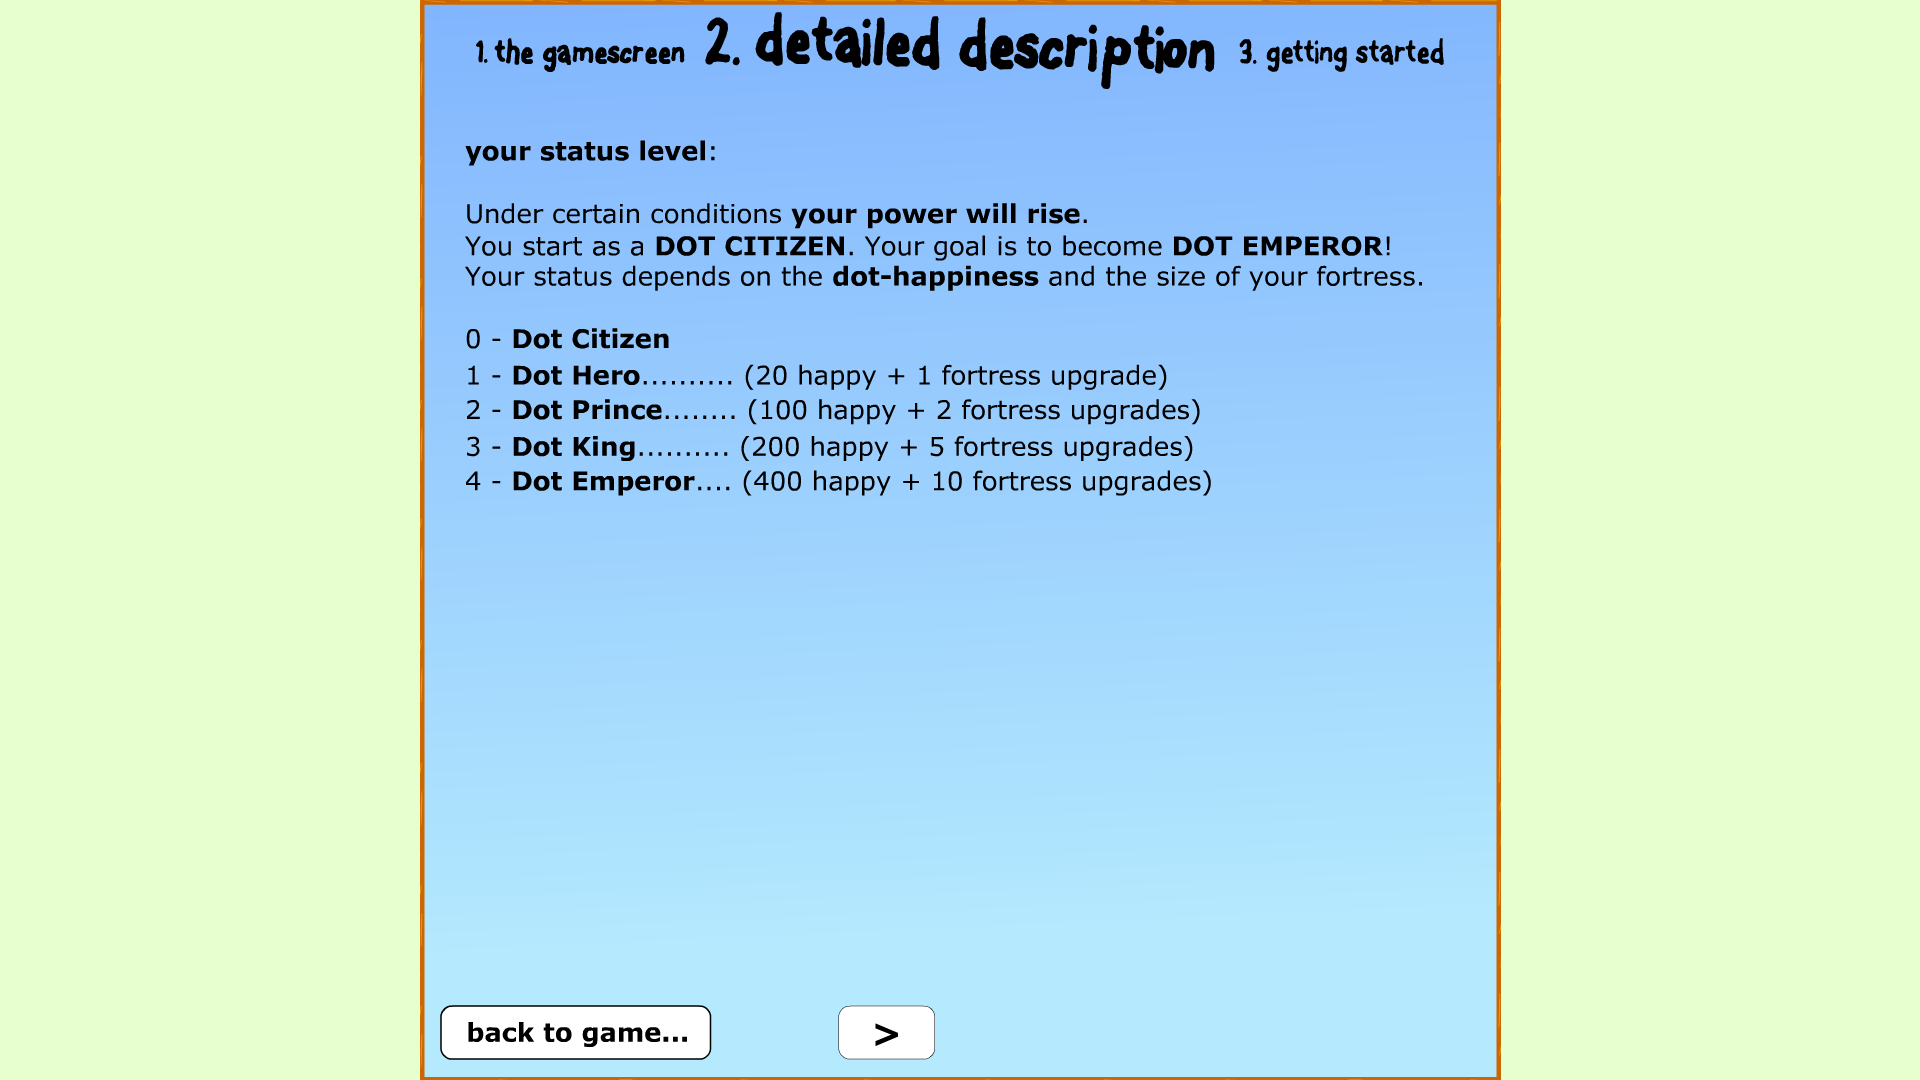 1. the gamescreen 2. detailed description 3. getting started
your status level:
Under certain conditions your power will rise.
You start as a DOT CITIZEN. Your goal is to become DOT EMPEROR!
Your status depends on the dot-happiness and the size of your fortress.
0 - Dot Citizen
1 - Dot Hero.......... (20 happy + 1 fortress upgrade)
2 - Dot Prince........ (100 happy + 2 fortress upgrades)
3 - Dot King.......... (200 happy + 5 fortress upgrades)
4 - Dot Emperor.... (400 happy + 10 fortress upgrades)
back to game... >